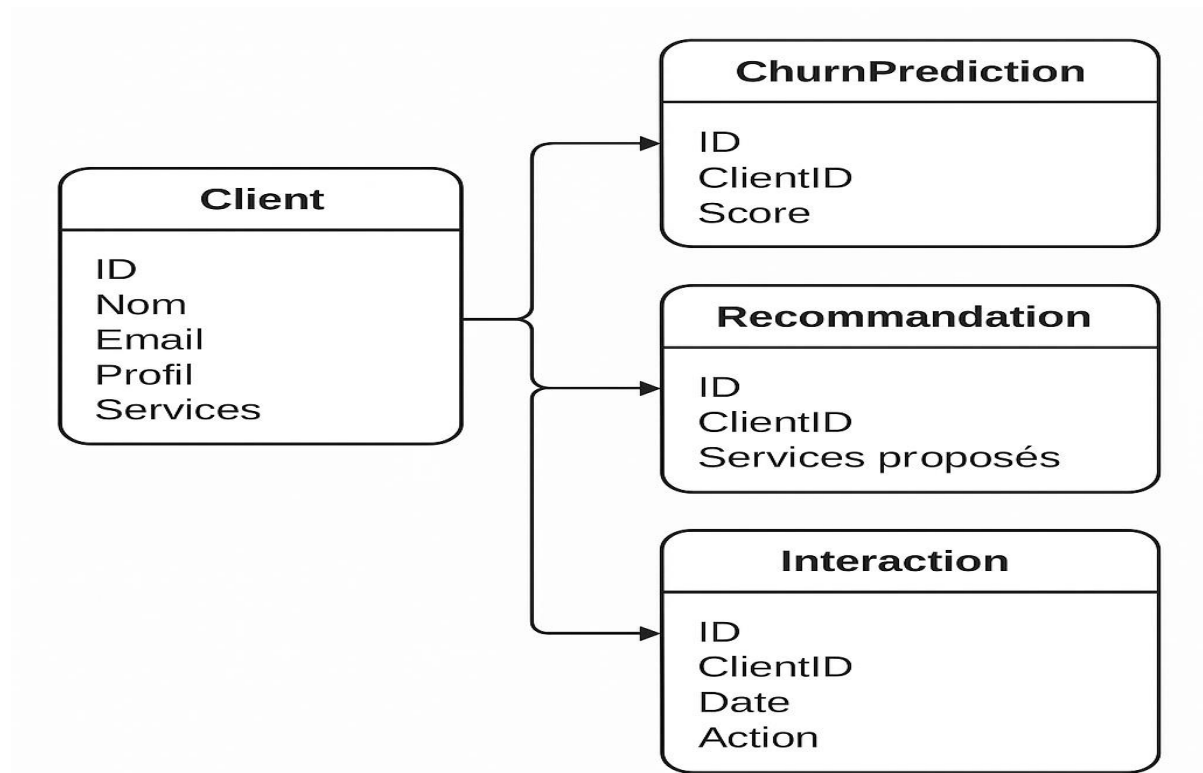 Client
ID
Nom
Email
Profil
Services
ChurnPrediction
ID
ClientID
Score
Recommandation
ID
ClientID
Services proposés
Interaction
ID
ClientID
Date
Action